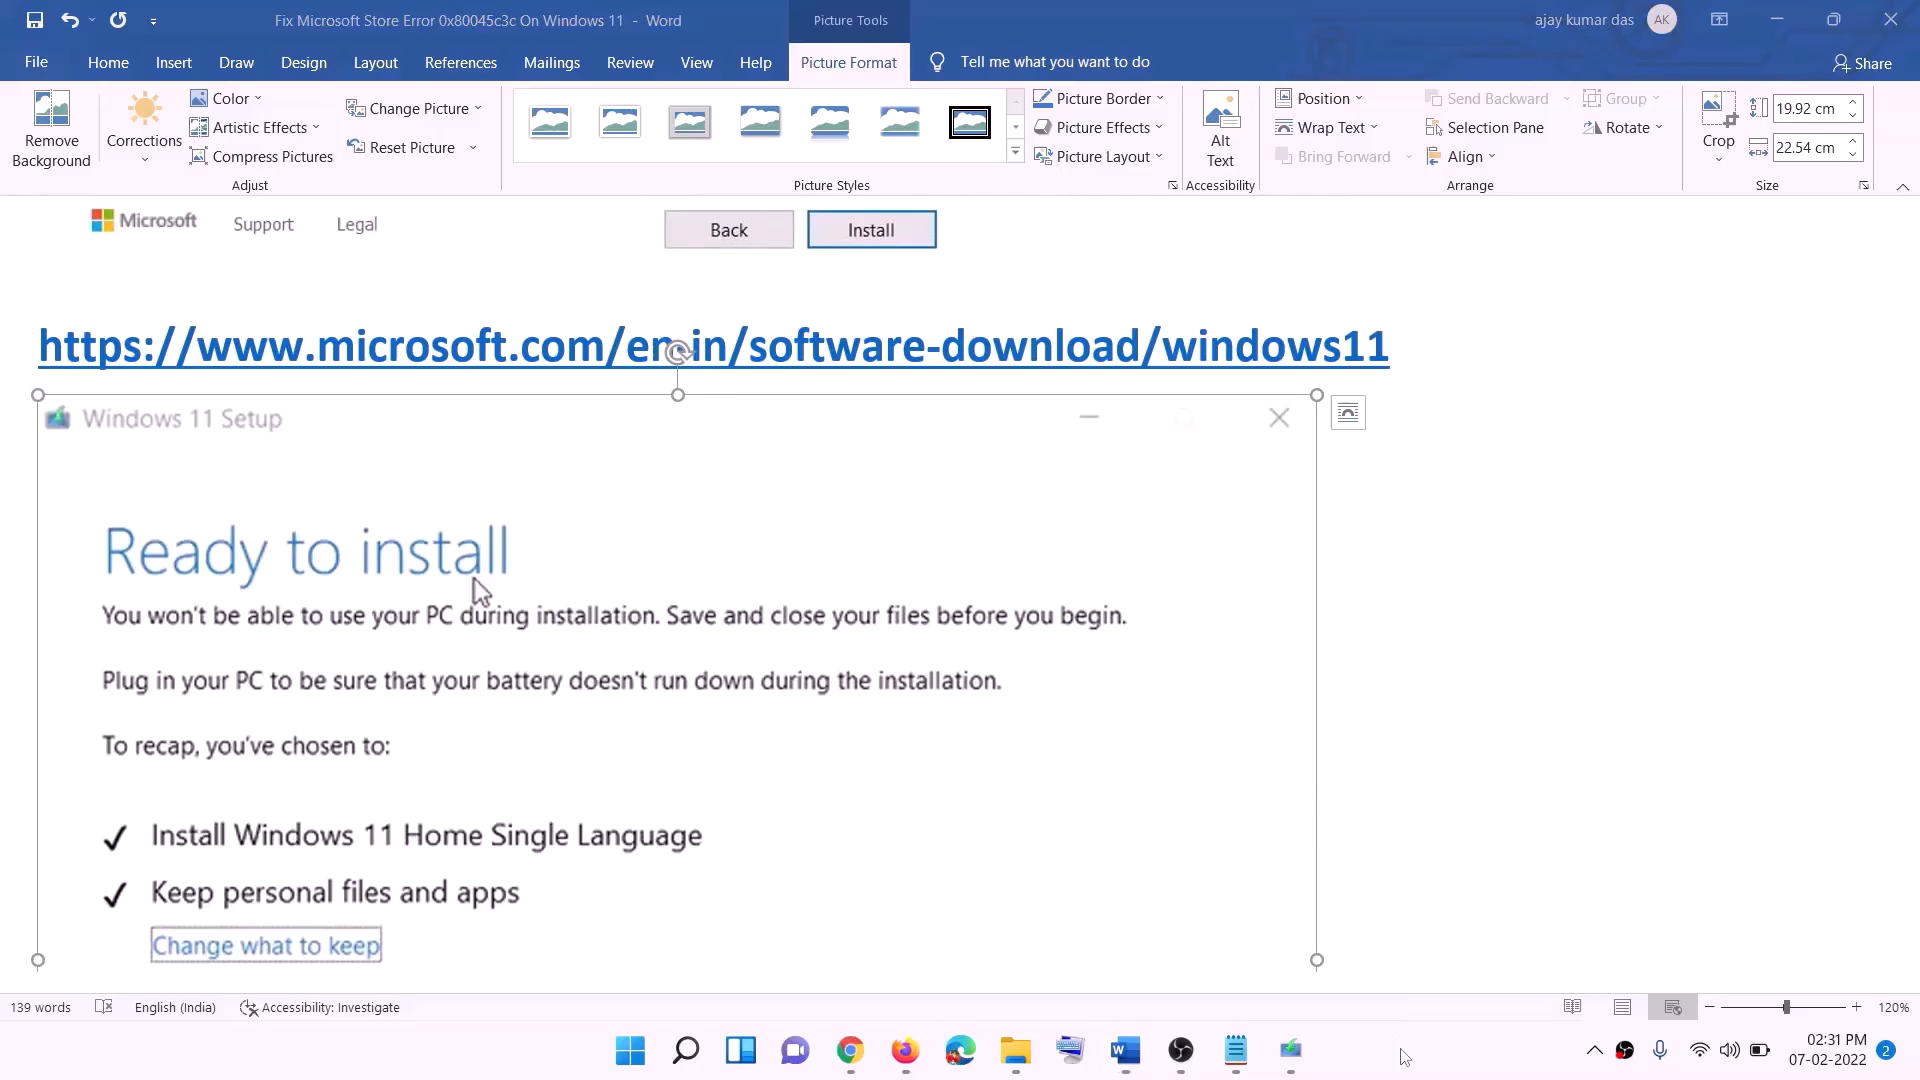 Fix Microsoft Store Error 0x80045c3c On Windows 11 - Word
Picture Tools
ajay kumar das
AK
File Home Insert Draw Design Layout References Mailings Review View Help Picture Format Tell me what you want to do Share
Remove Background
Corrections
Color
Artistic Effects
Compress Pictures
Change Picture
Reset Picture
Adjust
Picture Styles
Picture Border
Picture Effects
Picture Layout
Alt Text
Accessibility
Position
Wrap Text
Bring Forward
Send Backward
Selection Pane
Align
Group
Rotate
Arrange
Crop
19.92 cm
22.54 cm
Size
Microsoft Support Legal Back Install
https://www.microsoft.com/en-in/software-download/windows11
Windows 11 Setup
Ready to install
You won't be able to use your PC during installation. Save and close your files before you begin.
Plug in your PC to be sure that your battery doesn't run down during the installation.
To recap, you've chosen to:
✓ Install Windows 11 Home Single Language
✓ Keep personal files and apps
Change what to keep
139 words English (India) Accessibility: Investigate 120%
02:31 PM
07-02-2022
2